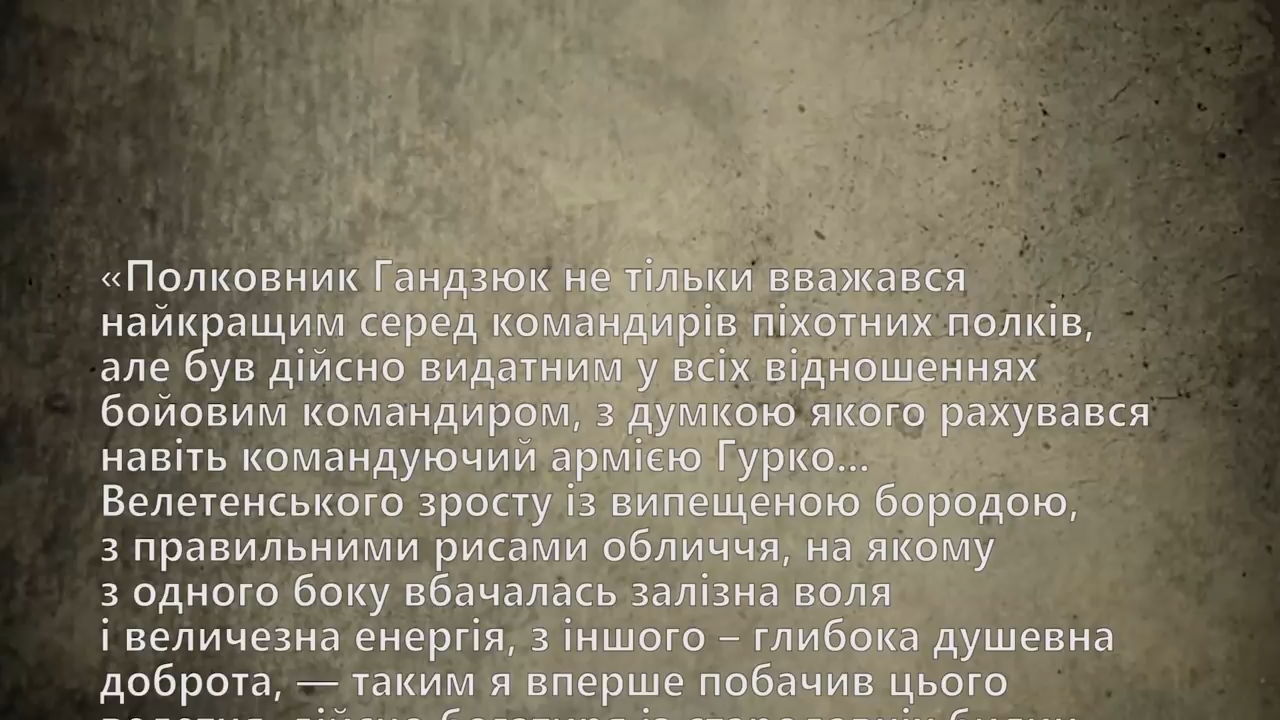 «Полковник Гандзюк не тільки вважався
найкращим серед командирів піхотних полків,
але був дійсно видатним у всіх відношеннях
бойовим командиром, з думкою якого рахувався
навіть командуючий армією Гурко...
Велетенського зросту із випещеною бородою,
з правильними рисами обличчя, на якому
з одного боку вбачалась залізна воля
і величезна енергія, з іншого – глибока душевна
доброта, — таким я вперше побачив цього